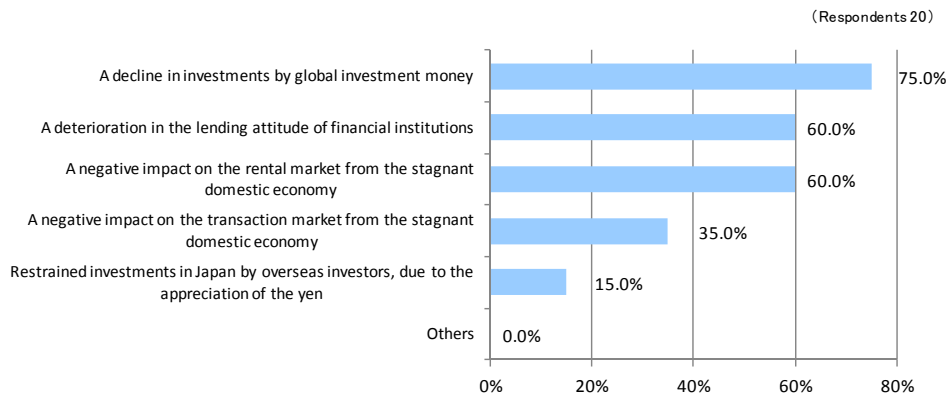 （Respondents 20）
A decline in investments by global investment money
75.0%
A deterioration in the lending attitude of financial institutions
60.0%
A negative impact on the rental market from the stagnant
domestic economy
60.0%
A negative impact on the transaction market from the stagnant
domestic economy
35.0%
Restrained investments in Japan by overseas investors, due to the
appreciation of the yen
15.0%
Others
0.0%
0% 20% 40% 60% 80%